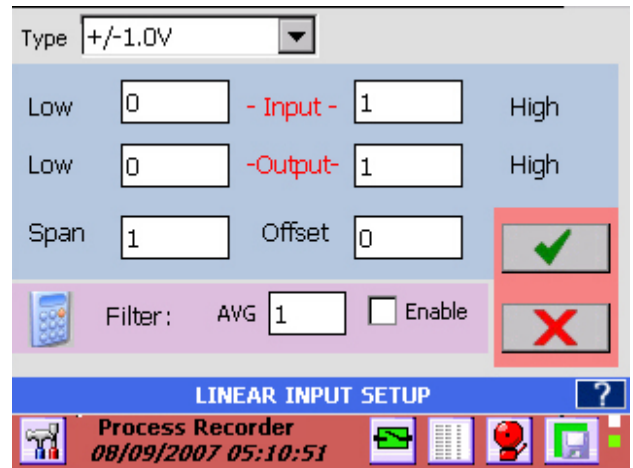 Type +/-1.0V
Low 0 - Input - 1 High
Low 0 -Output- 1 High
Span 1 Offset 0
Filter: AVG 1 Enable
LINEAR INPUT SETUP ?
Process Recorder
08/09/2007 05:10:51